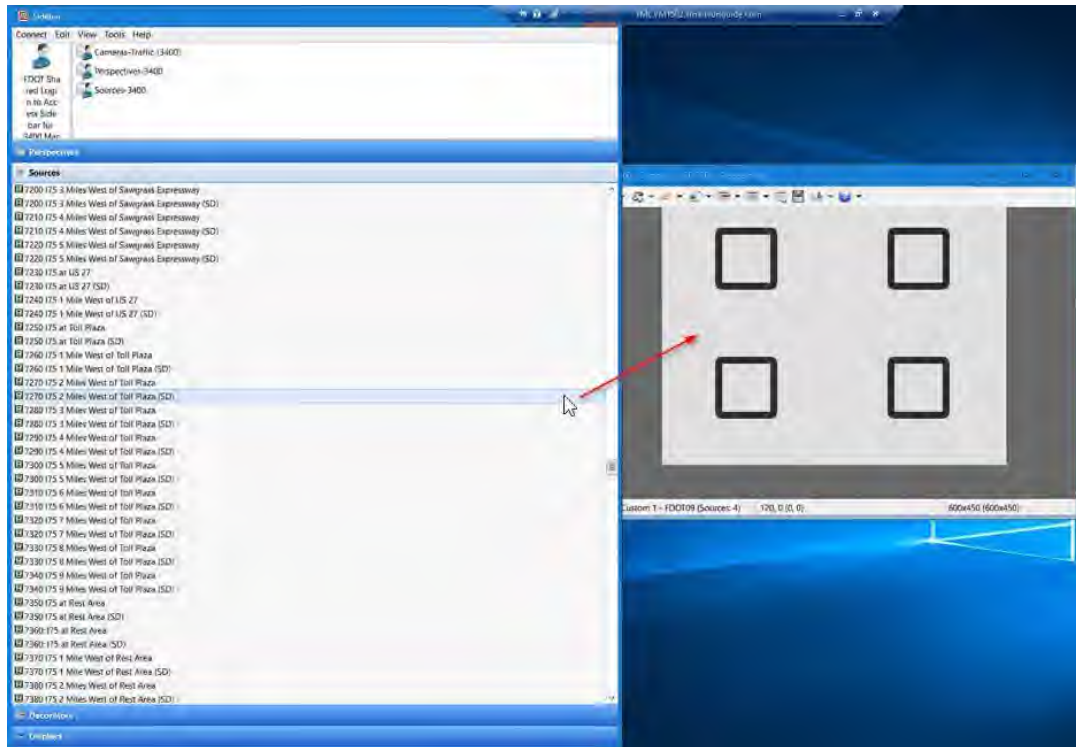 Sidebar
Connect Edit View Tools Help
FDOT Sha
red Logi
n to Acc
ess Side
bar for
3400 Mac
Cameras-Traffic (3400)
Perspectives-3400
Sources-3400
Perspectives
Sources
7200 I75 3 Miles West of Sawgrass Expressway
7200 I75 3 Miles West of Sawgrass Expressway (SD)
7210 I75 4 Miles West of Sawgrass Expressway
7210 I75 4 Miles West of Sawgrass Expressway (SD)
7220 I75 5 Miles West of Sawgrass Expressway
7220 I75 5 Miles West of Sawgrass Expressway (SD)
7230 I75 at US 27
7230 I75 at US 27 (SD)
7240 I75 1 Mile West of US 27
7240 I75 1 Mile West of US 27 (SD)
7250 I75 at Toll Plaza
7250 I75 at Toll Plaza (SD)
7260 I75 1 Mile West of Toll Plaza
7260 I75 1 Mile West of Toll Plaza (SD)
7270 I75 2 Miles West of Toll Plaza
7270 I75 2 Miles West of Toll Plaza (SD)
7280 I75 3 Miles West of Toll Plaza
7280 I75 3 Miles West of Toll Plaza (SD)
7290 I75 4 Miles West of Toll Plaza
7290 I75 4 Miles West of Toll Plaza (SD)
7300 I75 5 Miles West of Toll Plaza
7300 I75 5 Miles West of Toll Plaza (SD)
7310 I75 6 Miles West of Toll Plaza
7310 I75 6 Miles West of Toll Plaza (SD)
7320 I75 7 Miles West of Toll Plaza
7320 I75 7 Miles West of Toll Plaza (SD)
7330 I75 8 Miles West of Toll Plaza
7330 I75 8 Miles West of Toll Plaza (SD)
7340 I75 9 Miles West of Toll Plaza
7340 I75 9 Miles West of Toll Plaza (SD)
7350 I75 at Rest Area
7350 I75 at Rest Area (SD)
7360: I75 at Rest Area
7360: I75 at Rest Area (SD)
7370 I75 1 Mile West of Rest Area
7370 I75 1 Mile West of Rest Area (SD)
7380 I75 2 Miles West of Rest Area
7380 I75 2 Miles West of Rest Area (SD)
Decorators
Displays
Custom 1 - FDOT09 (Sources: 4) 120, 0 (0, 0) 600x450 (600x450)